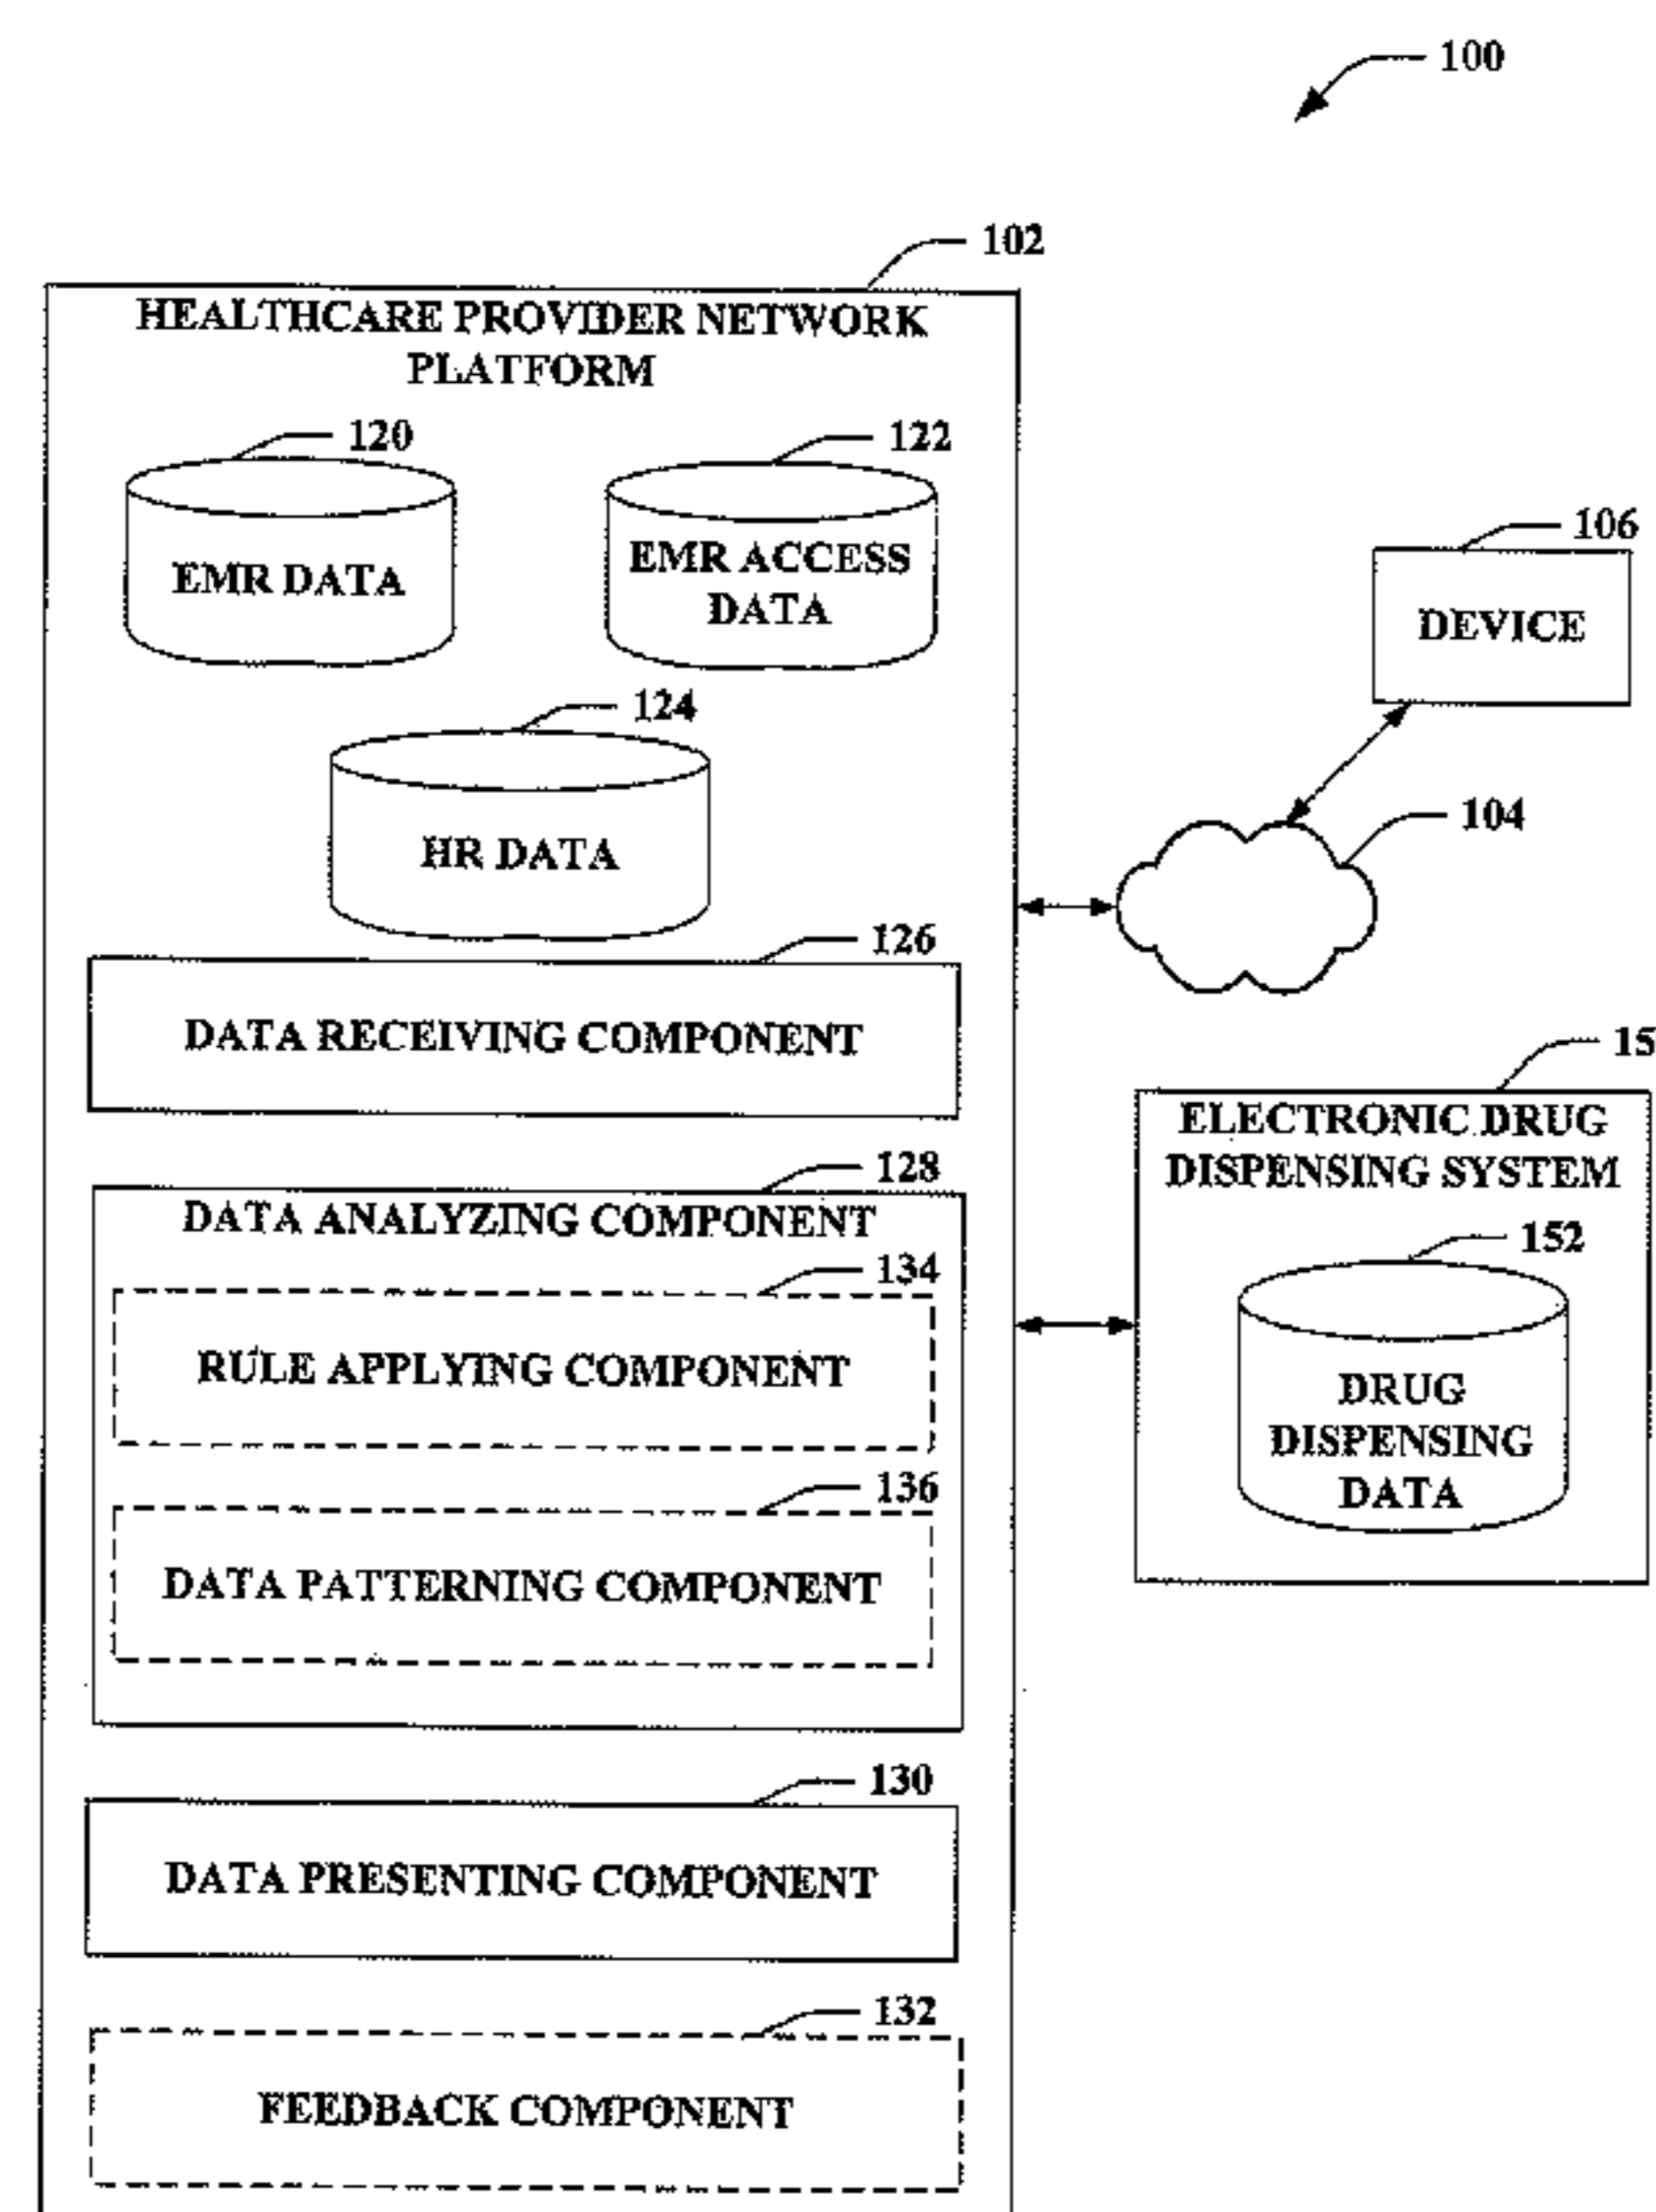 100
102
HEALTHCARE PROVIDER NETWORK
PLATFORM
120
122
EMR DATA
EMR ACCESS
DATA
106
DEVICE
124
HR DATA
104
126
DATA RECEIVING COMPONENT
15
ELECTRONIC DRUG
DISPENSING SYSTEM
152
DRUG
DISPENSING
DATA
128
DATA ANALYZING COMPONENT
134
RULE APPLYING COMPONENT
136
DATA PATTERNING COMPONENT
130
DATA PRESENTING COMPONENT
132
FEEDBACK COMPONENT